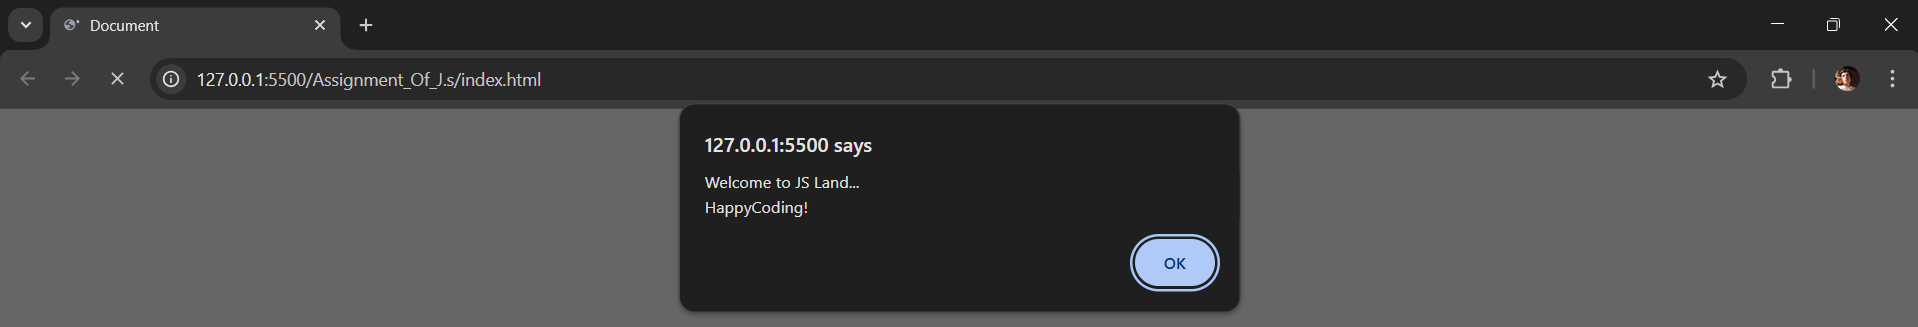 Document
127.0.0.1:5500/Assignment_Of_J.s/index.html
127.0.0.1:5500 says
Welcome to JS Land...
HappyCoding!
OK